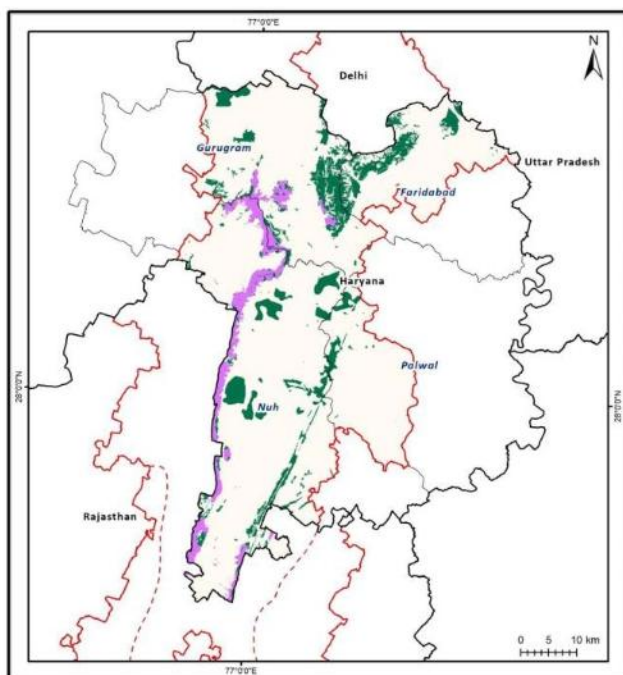 77°0'0"E
N
Delhi
Gurugram
Uttar Pradesh
Faridabad
Haryana
Palwal
28°0'0"N
28°0'0"N
Nuh
Rajasthan
0 5 10 km
77°0'0"E